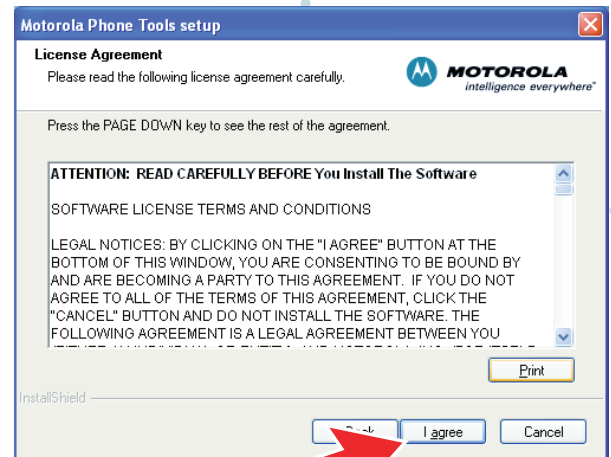 Motorola Phone Tools setup
License Agreement
Please read the following license agreement carefully.
MOTOROLA
intelligence everywhere™
Press the PAGE DOWN key to see the rest of the agreement.
ATTENTION: READ CAREFULLY BEFORE You Install The Software
SOFTWARE LICENSE TERMS AND CONDITIONS
LEGAL NOTICES: BY CLICKING ON THE "I AGREE" BUTTON AT THE
BOTTOM OF THIS WINDOW, YOU ARE CONSENTING TO BE BOUND BY
AND ARE BECOMING A PARTY TO THIS AGREEMENT. IF YOU DO NOT
AGREE TO ALL OF THE TERMS OF THIS AGREEMENT, CLICK THE
"CANCEL" BUTTON AND DO NOT INSTALL THE SOFTWARE. THE
FOLLOWING AGREEMENT IS A LEGAL AGREEMENT BETWEEN YOU
Print
InstallShield
I agree
Cancel